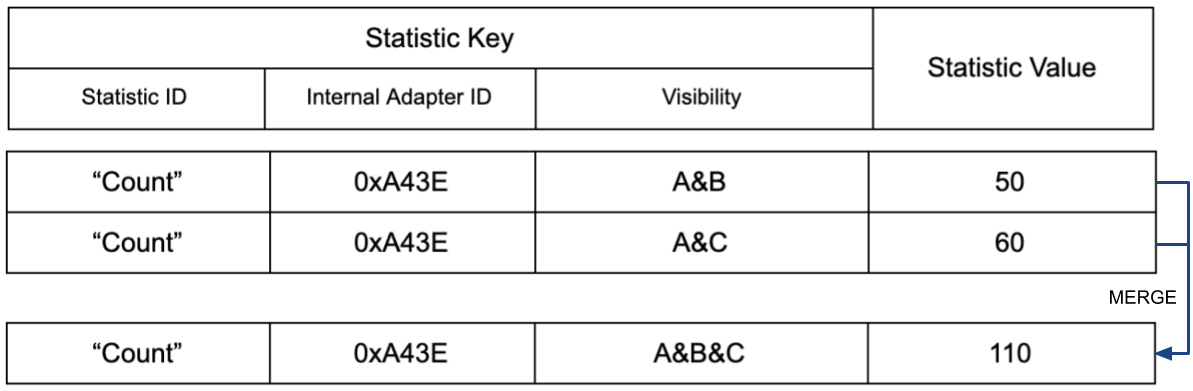 Statistic Key
Statistic Value
Statistic ID Internal Adapter ID Visibility
“Count” 0xA43E A&B 50
“Count” 0xA43E A&C 60
MERGE
“Count” 0xA43E A&B&C 110